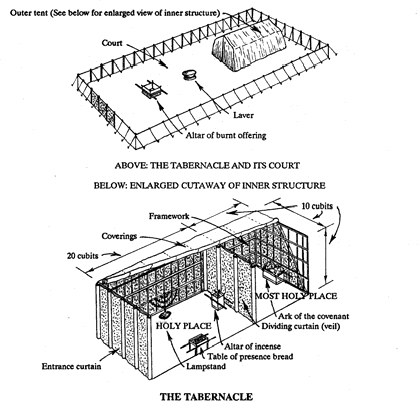 Outer tent (See below for enlarged view of inner structure)
Court
Laver
Altar of burnt offering
ABOVE: THE TABERNACLE AND ITS COURT
BELOW: ENLARGED CUTAWAY OF INNER STRUCTURE
10 cubits
Framework
Coverings
20 cubits
MOST HOLY PLACE
Ark of the covenant
HOLY PLACE
Dividing curtain (veil)
Altar of incense
Table of presence bread
Entrance curtain
Lampstand
THE TABERNACLE